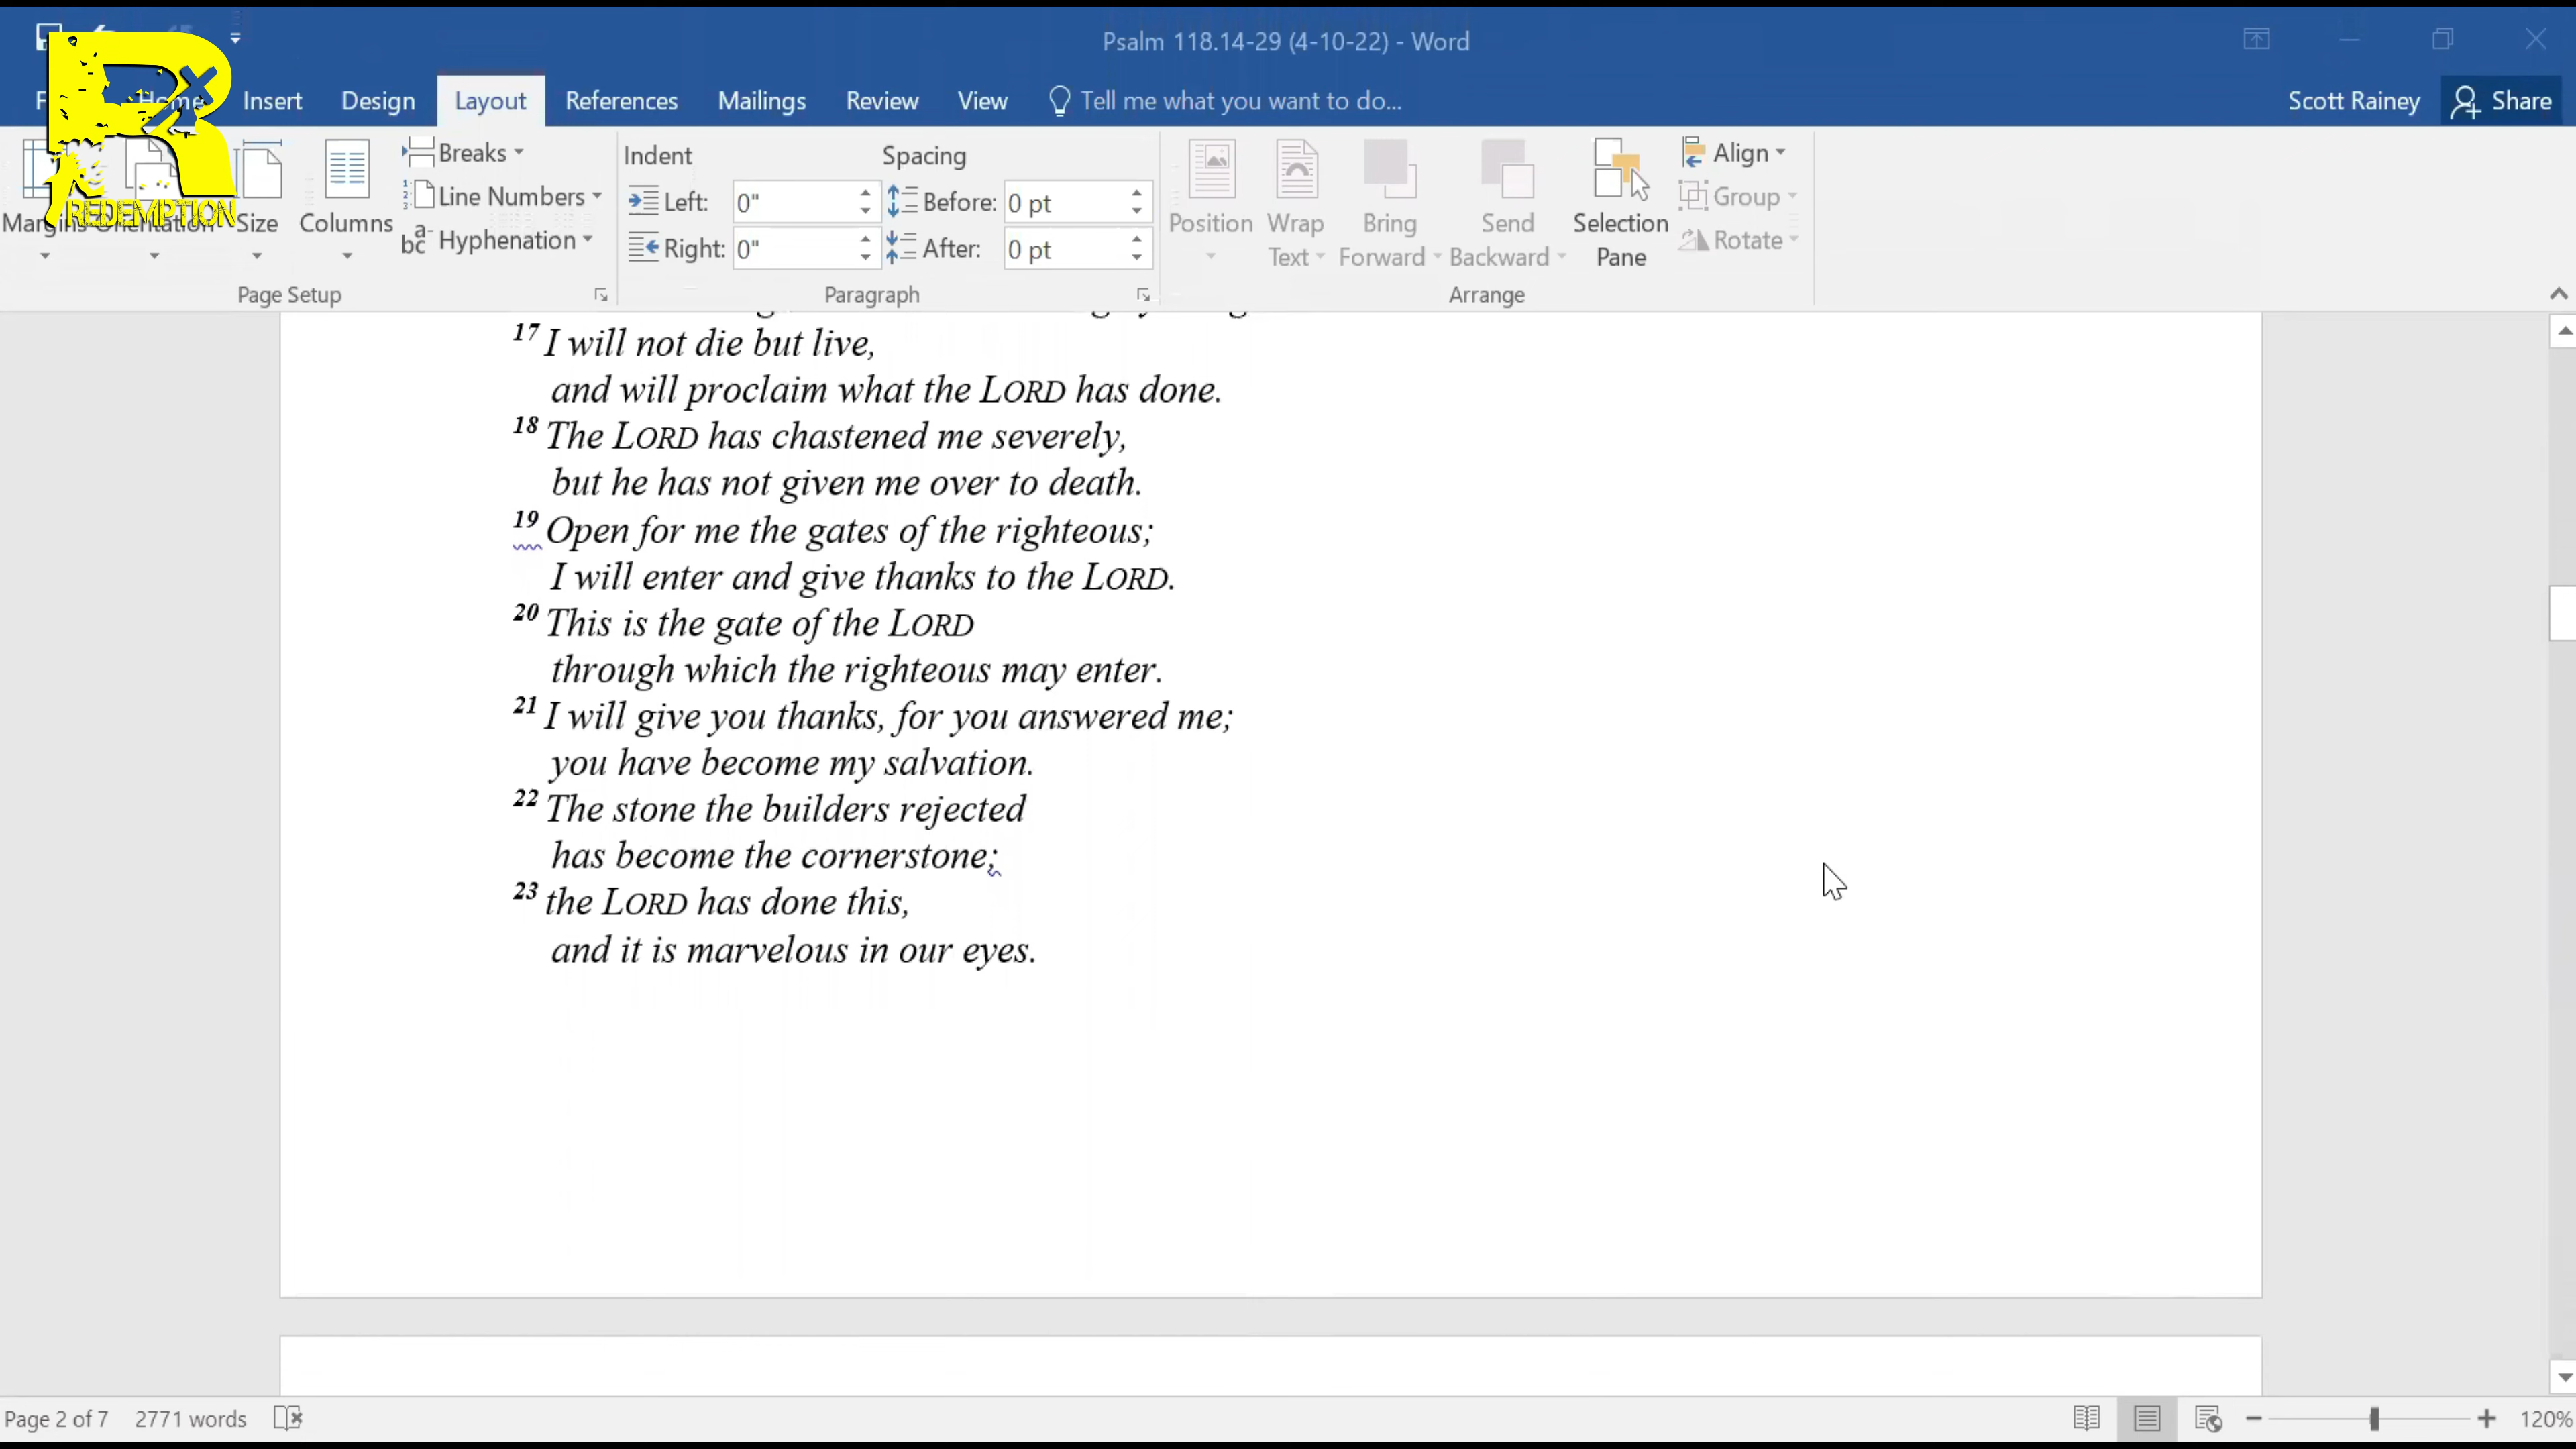 Psalm 118.14-29 (4-10-22) - Word
Home Insert Design Layout References Mailings Review View Tell me what you want to do... Scott Rainey Share
REDEMPTION
Margins Orientation Size Columns
Breaks
Line Numbers
Hyphenation
Page Setup
Indent Spacing
Left: 0" Before: 0 pt
Right: 0" After: 0 pt
Paragraph
Position Wrap Text Bring Forward Send Backward Selection Pane
Align
Group
Rotate
Arrange
17 I will not die but live,
and will proclaim what the LORD has done.
18 The LORD has chastened me severely,
but he has not given me over to death.
19 Open for me the gates of the righteous;
I will enter and give thanks to the LORD.
20 This is the gate of the LORD
through which the righteous may enter.
21 I will give you thanks, for you answered me;
you have become my salvation.
22 The stone the builders rejected
has become the cornerstone;
23 the LORD has done this,
and it is marvelous in our eyes.
Page 2 of 7 2771 words 120%